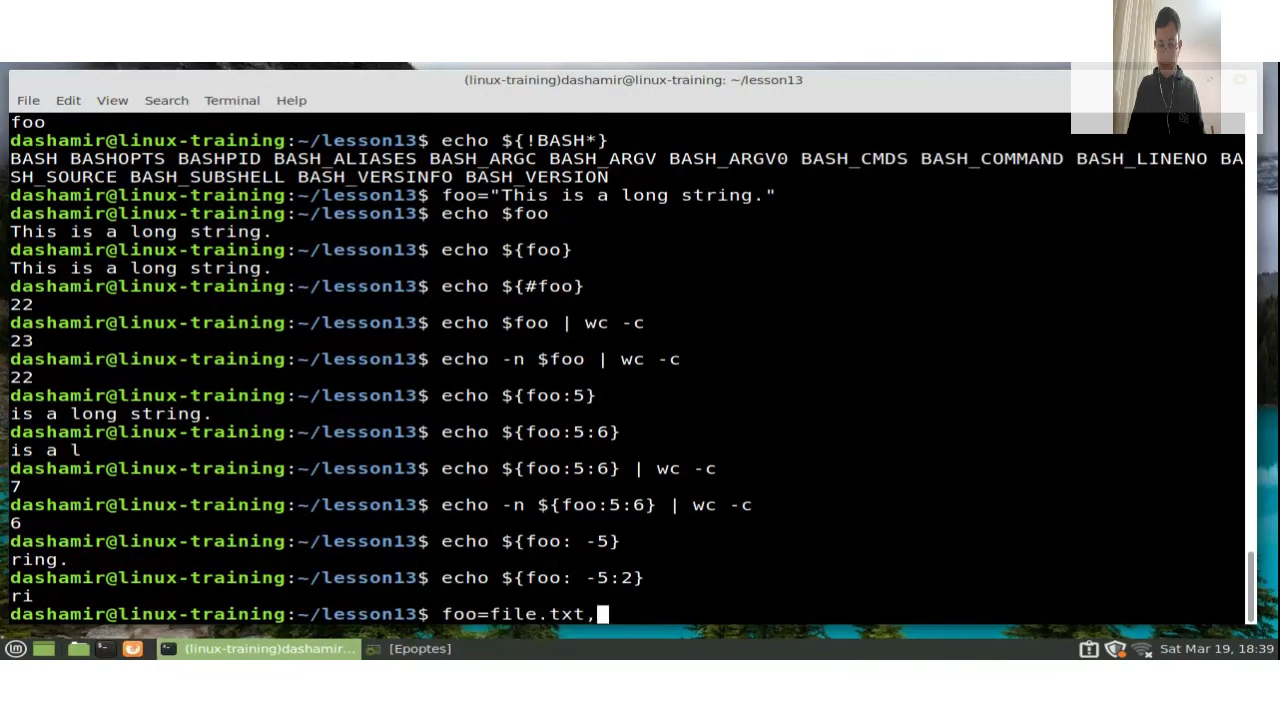 (linux-training)dashamir@linux-training: ~/lesson13
File Edit View Search Terminal Help
foo
dashamir@linux-training:~/lesson13$ echo ${!BASH*}
BASH BASHOPTS BASHPID BASH_ALIASES BASH_ARGC BASH_ARGV BASH_ARGV0 BASH_CMDS BASH_COMMAND BASH_LINENO BA
SH_SOURCE BASH_SUBSHELL BASH_VERSINFO BASH_VERSION
dashamir@linux-training:~/lesson13$ foo="This is a long string."
dashamir@linux-training:~/lesson13$ echo $foo
This is a long string.
dashamir@linux-training:~/lesson13$ echo ${foo}
This is a long string.
dashamir@linux-training:~/lesson13$ echo ${#foo}
22
dashamir@linux-training:~/lesson13$ echo $foo | wc -c
23
dashamir@linux-training:~/lesson13$ echo -n $foo | wc -c
22
dashamir@linux-training:~/lesson13$ echo ${foo:5}
is a long string.
dashamir@linux-training:~/lesson13$ echo ${foo:5:6}
is a l
dashamir@linux-training:~/lesson13$ echo ${foo:5:6} | wc -c
7
dashamir@linux-training:~/lesson13$ echo -n ${foo:5:6} | wc -c
6
dashamir@linux-training:~/lesson13$ echo ${foo: -5}
ring.
dashamir@linux-training:~/lesson13$ echo ${foo: -5:2}
ri
dashamir@linux-training:~/lesson13$ foo=file.txt,
(linux-training)dashamir... [Epoptes] Sat Mar 19, 18:39